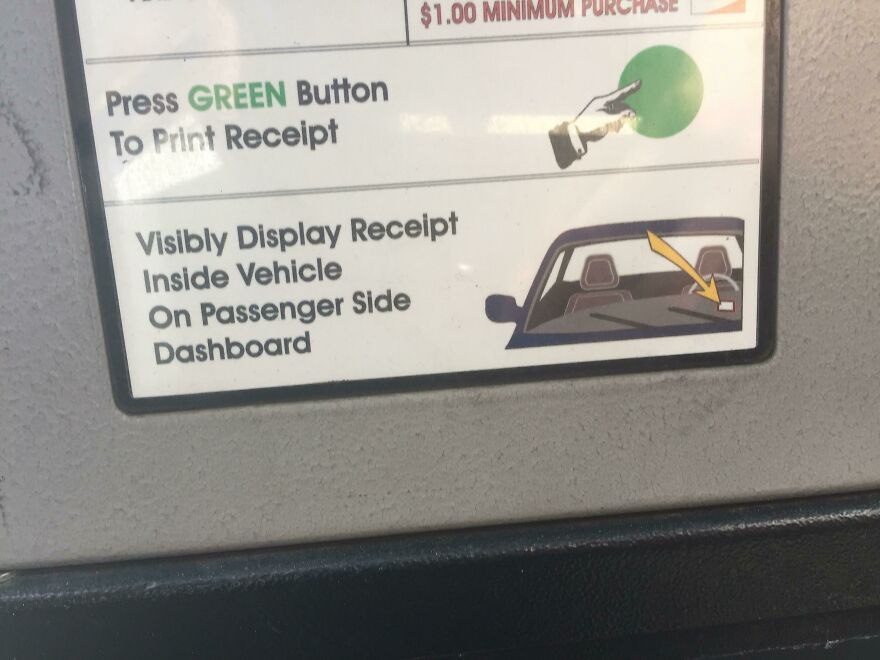 $1.00 MINIMUM PURCHASE
Press GREEN Button
To Print Receipt
Visibly Display Receipt
Inside Vehicle
On Passenger Side
Dashboard